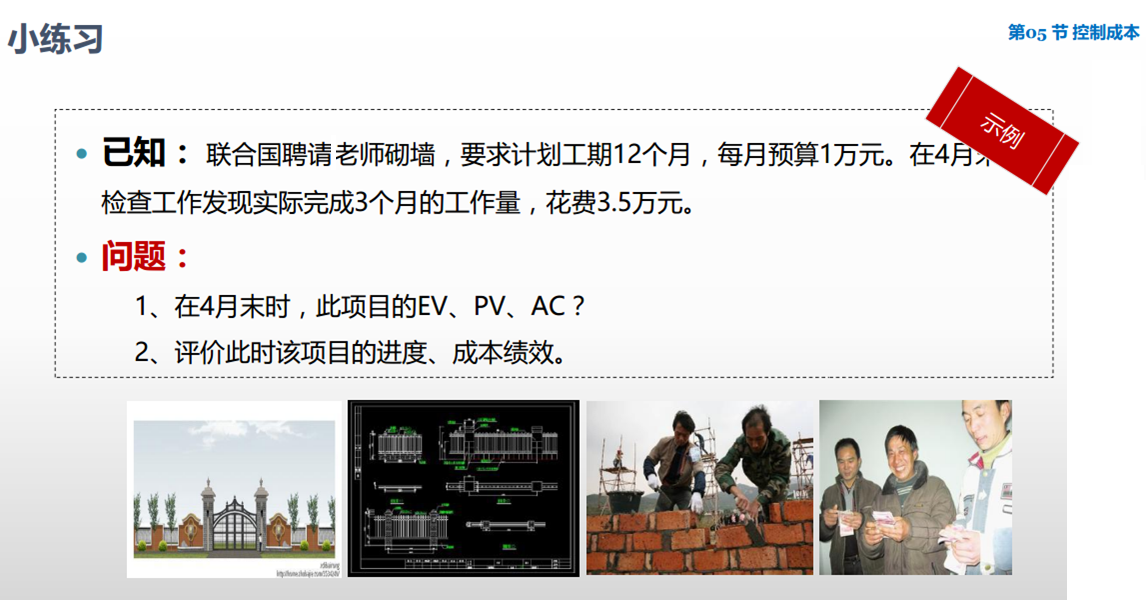 小练习
第05 节 控制成本
示例
• 已知： 联合国聘请老师砌墙，要求计划工期12个月，每月预算1万元。在4月末
检查工作发现实际完成3个月的工作量，花费3.5万元。
• 问题：
1、在4月末时，此项目的EV、PV、AC？
2、评价此时该项目的进度、成本绩效。